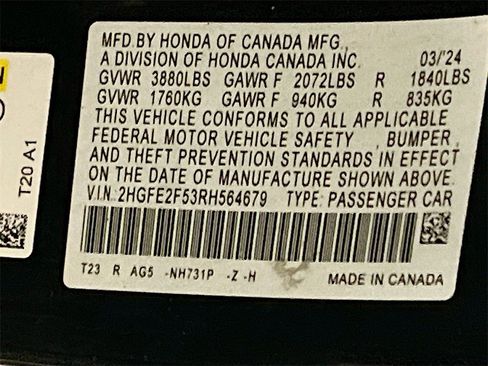 MFD.BY HONDA OF CANADA MFG.,
A DIVISION OF HONDA CANADA INC. 03/'24
GVWR 3880LBS GAWR F 2072LBS R 1840LBS
GVWR 1760KG GAWR F 940KG R 835KG
THIS VEHICLE CONFORMS TO ALL APPLICABLE
FEDERAL MOTOR VEHICLE SAFETY , BUMPER,
AND THEFT PREVENTION STANDARDS IN EFFECT
ON THE DATE OF MANUFACTURE SHOWN ABOVE.
V.I.N. 2HGFE2F53RH564679 TYPE: PASSENGER CAR
T23 R AG5 -NH731P -Z -H MADE IN CANADA
T20 A1